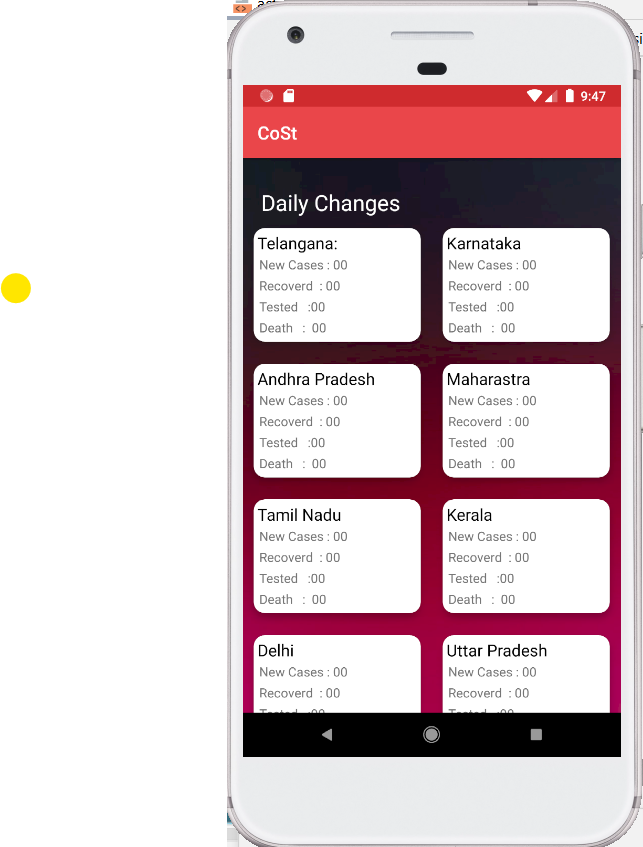 9:47
CoSt
Daily Changes
Telangana:
New Cases : 00
Recoverd : 00
Tested :00
Death : 00
Karnataka
New Cases : 00
Recoverd : 00
Tested :00
Death : 00
Andhra Pradesh
New Cases : 00
Recoverd : 00
Tested :00
Death : 00
Maharastra
New Cases : 00
Recoverd : 00
Tested :00
Death : 00
Tamil Nadu
New Cases : 00
Recoverd : 00
Tested :00
Death : 00
Kerala
New Cases : 00
Recoverd : 00
Tested :00
Death : 00
Delhi
New Cases : 00
Recoverd : 00
Tested :00
Uttar Pradesh
New Cases : 00
Recoverd : 00
Tested :00